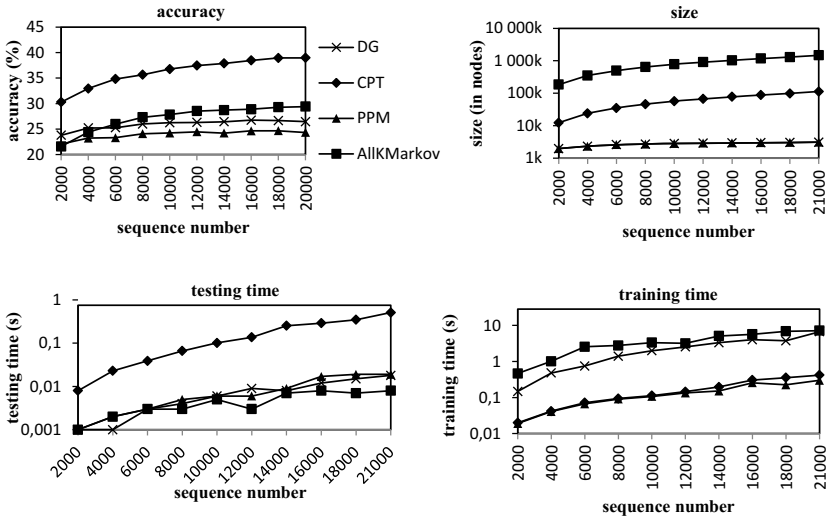 accuracy
45
40
35
30
25
20
accuracy (%)
2000
4000
6000
8000
10000
12000
14000
16000
18000
20000
sequence number
DG
CPT
PPM
AllKMarkov
size
10 000k
1 000k
100k
10k
1k
size (in nodes)
2000
4000
6000
8000
10000
12000
14000
16000
18000
21000
sequence number
testing time
1
0,1
0,01
0,001
testing time (s)
2000
4000
6000
8000
10000
12000
14000
16000
18000
21000
sequence number
training time
10
1
0,1
0,01
training time (s)
2000
4000
6000
8000
10000
12000
14000
16000
18000
21000
sequence number